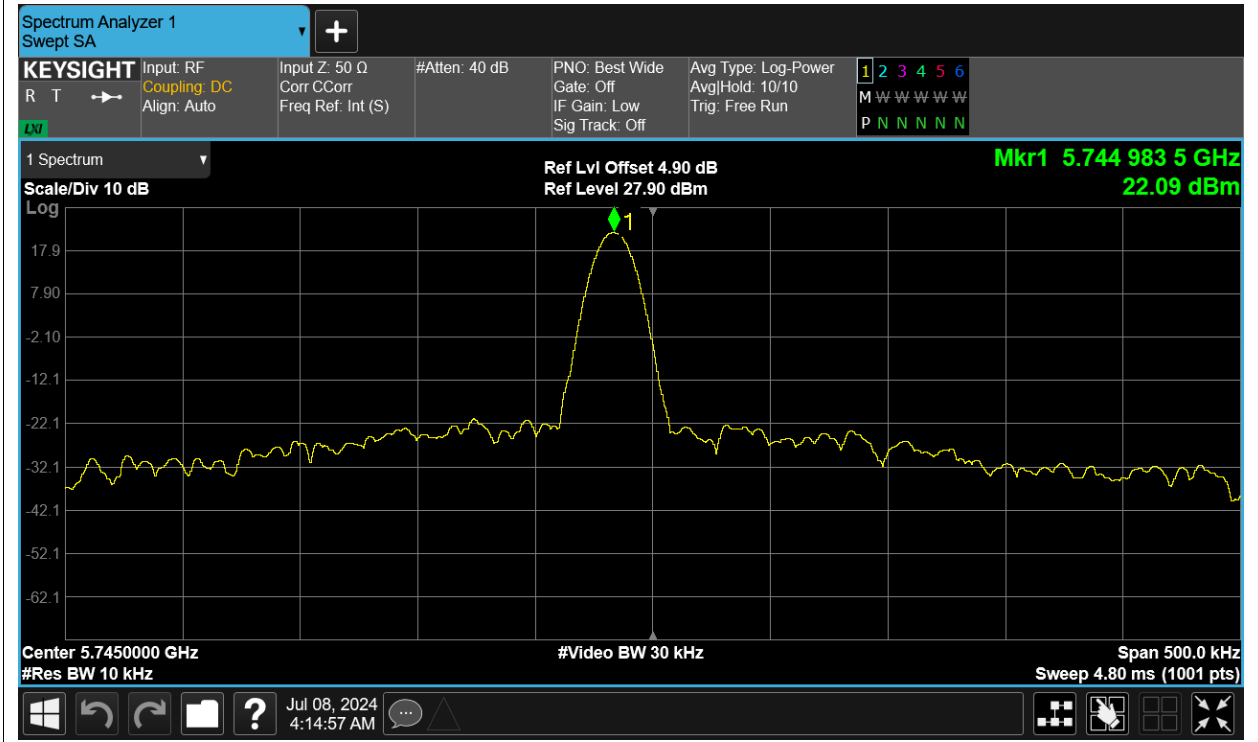 Spectrum Analyzer 1
Swept SA
+
KEYSIGHT
R T
LXI
Input: RF
Coupling: DC
Align: Auto
Input Z: 50 Ω
Corr CCorr
Freq Ref: Int (S)
#Atten: 40 dB
PNO: Best Wide
Gate: Off
IF Gain: Low
Sig Track: Off
Avg Type: Log-Power
Avg|Hold: 10/10
Trig: Free Run
1 2 3 4 5 6
M W W W W W
P N N N N N
1 Spectrum
Scale/Div 10 dB
Log
Ref Lvl Offset 4.90 dB
Ref Level 27.90 dBm
Mkr1 5.744 983 5 GHz
22.09 dBm
1
17.9
7.90
-2.10
-12.1
-22.1
-32.1
-42.1
-52.1
-62.1
Center 5.7450000 GHz
#Res BW 10 kHz
#Video BW 30 kHz
Span 500.0 kHz
Sweep 4.80 ms (1001 pts)
?
Jul 08, 2024
4:14:57 AM